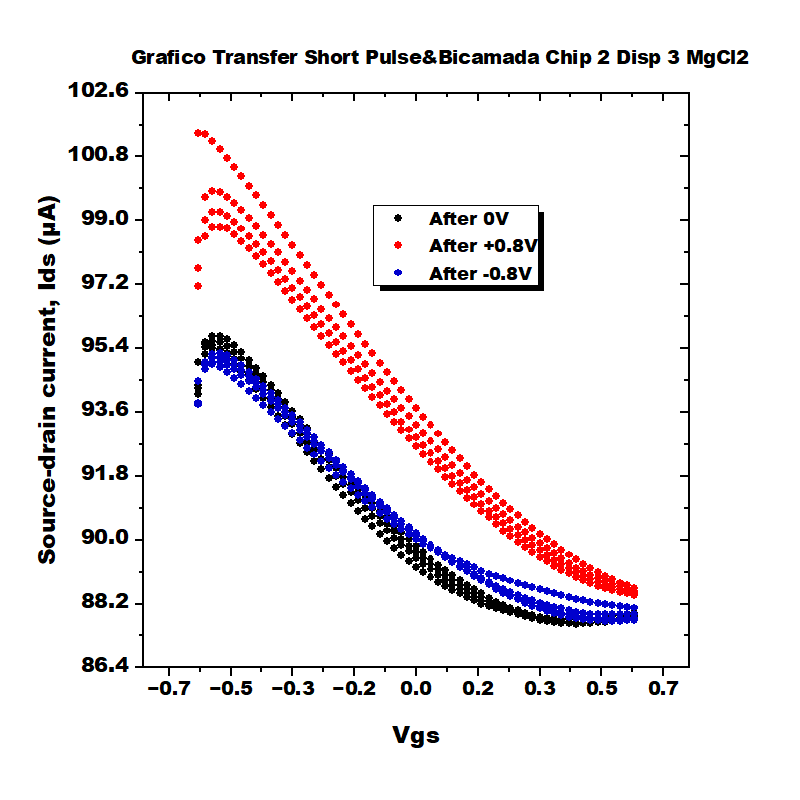 Grafico Transfer Short Pulse&Bicamada Chip 2 Disp 3 MgCl2
102.6
100.8
99.0
97.2
95.4
93.6
91.8
90.0
88.2
86.4
Source-drain current, Ids (µA)
After 0V
After +0.8V
After -0.8V
−0.7 −0.5 −0.3 −0.2 0.0 0.2 0.3 0.5 0.7
Vgs